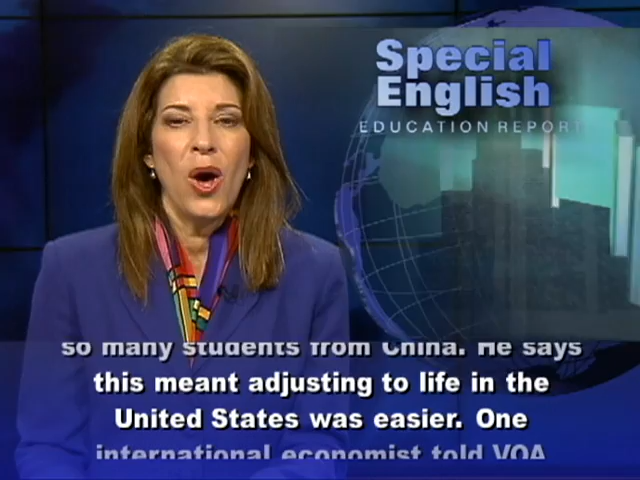 Special
English
EDUCATION REPORT
so many students from China. He says
this meant adjusting to life in the
United States was easier. One
international economist told VOA